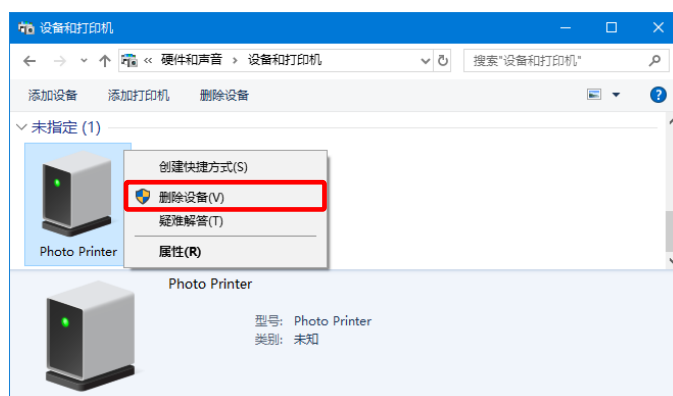 设备和打印机
« 硬件和声音 › 设备和打印机
搜索"设备和打印机"
添加设备 添加打印机 删除设备
未指定 (1)
创建快捷方式(S)
删除设备(V)
疑难解答(T)
属性(R)
Photo Printer
Photo Printer
型号: Photo Printer
类别: 未知